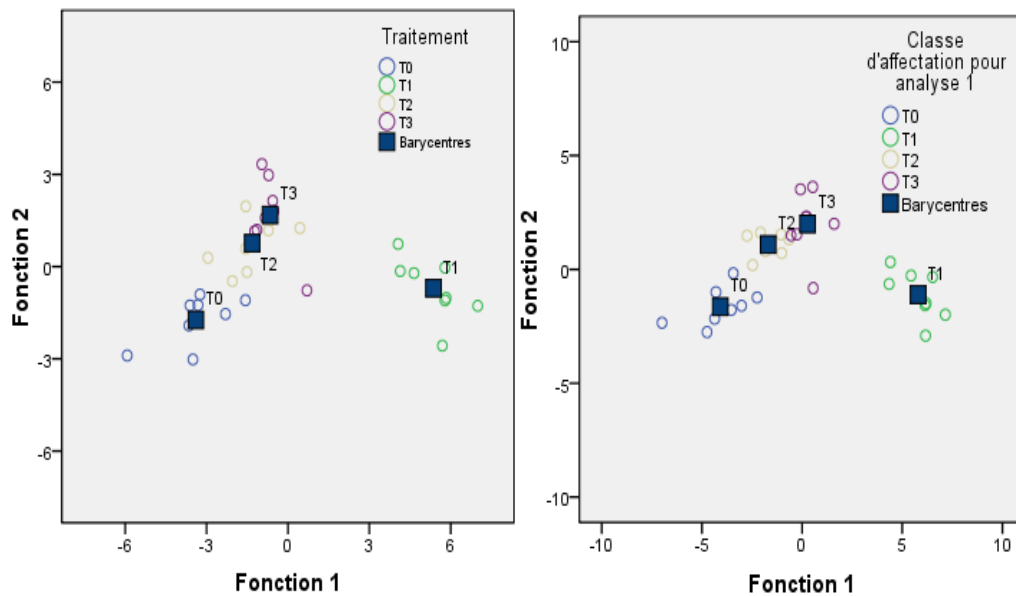 Traitement
T0
T1
T2
T3
Barycentres
T3
T2
T1
T0
6
3
0
-3
-6
Fonction 2
-6
-3
0
3
6
Fonction 1
Classe
d'affectation pour
analyse 1
T0
T1
T2
T3
Barycentres
T3
T2
T1
T0
10
5
0
-5
-10
Fonction 2
-10
-5
0
5
10
Fonction 1